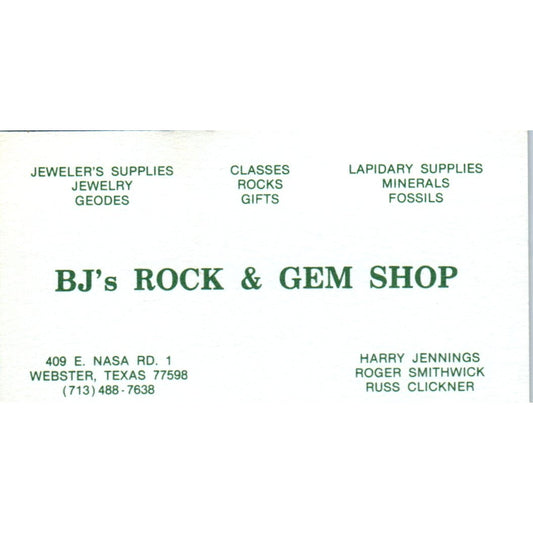 JEWELER'S SUPPLIES
JEWELRY
GEODES
CLASSES
ROCKS
GIFTS
LAPIDARY SUPPLIES
MINERALS
FOSSILS
BJ's ROCK & GEM SHOP
409 E. NASA RD. 1
WEBSTER, TEXAS 77598
(713) 488-7638
HARRY JENNINGS
ROGER SMITHWICK
RUSS CLICKNER